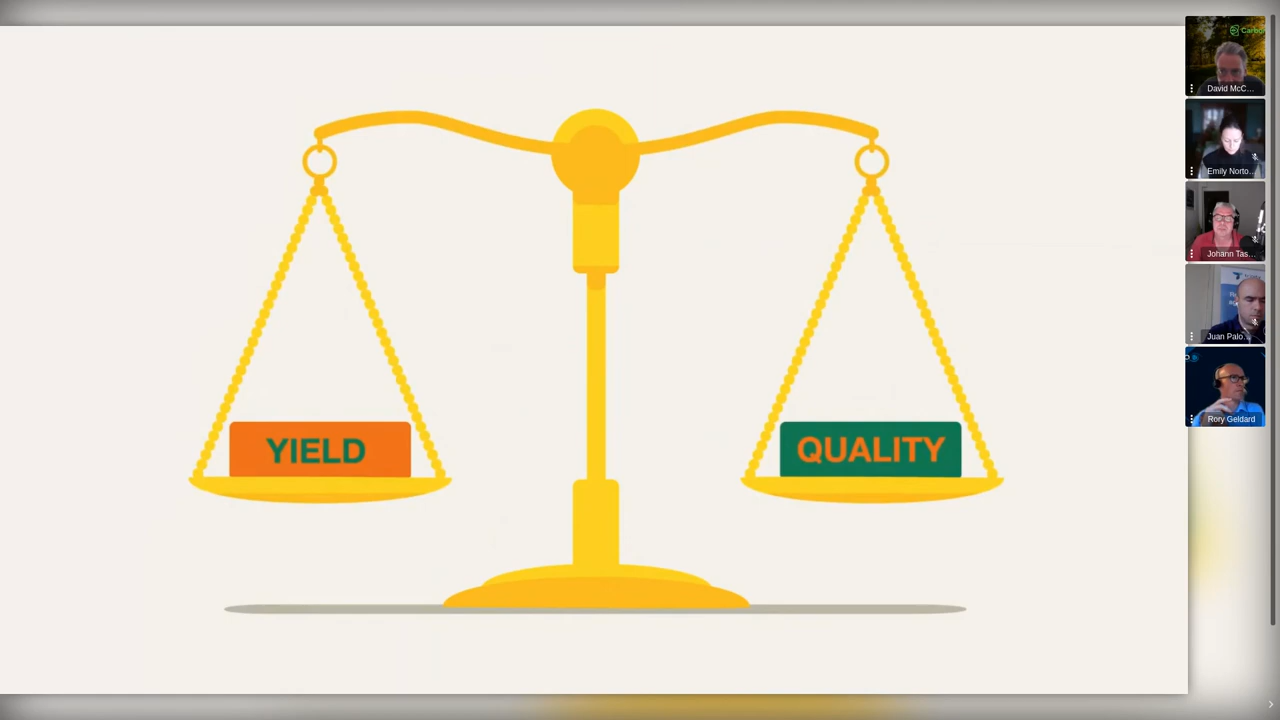 YIELD
QUALITY
David McC...
Emily Norto...
Johann Tas...
Juan Palo...
Rory Geldard